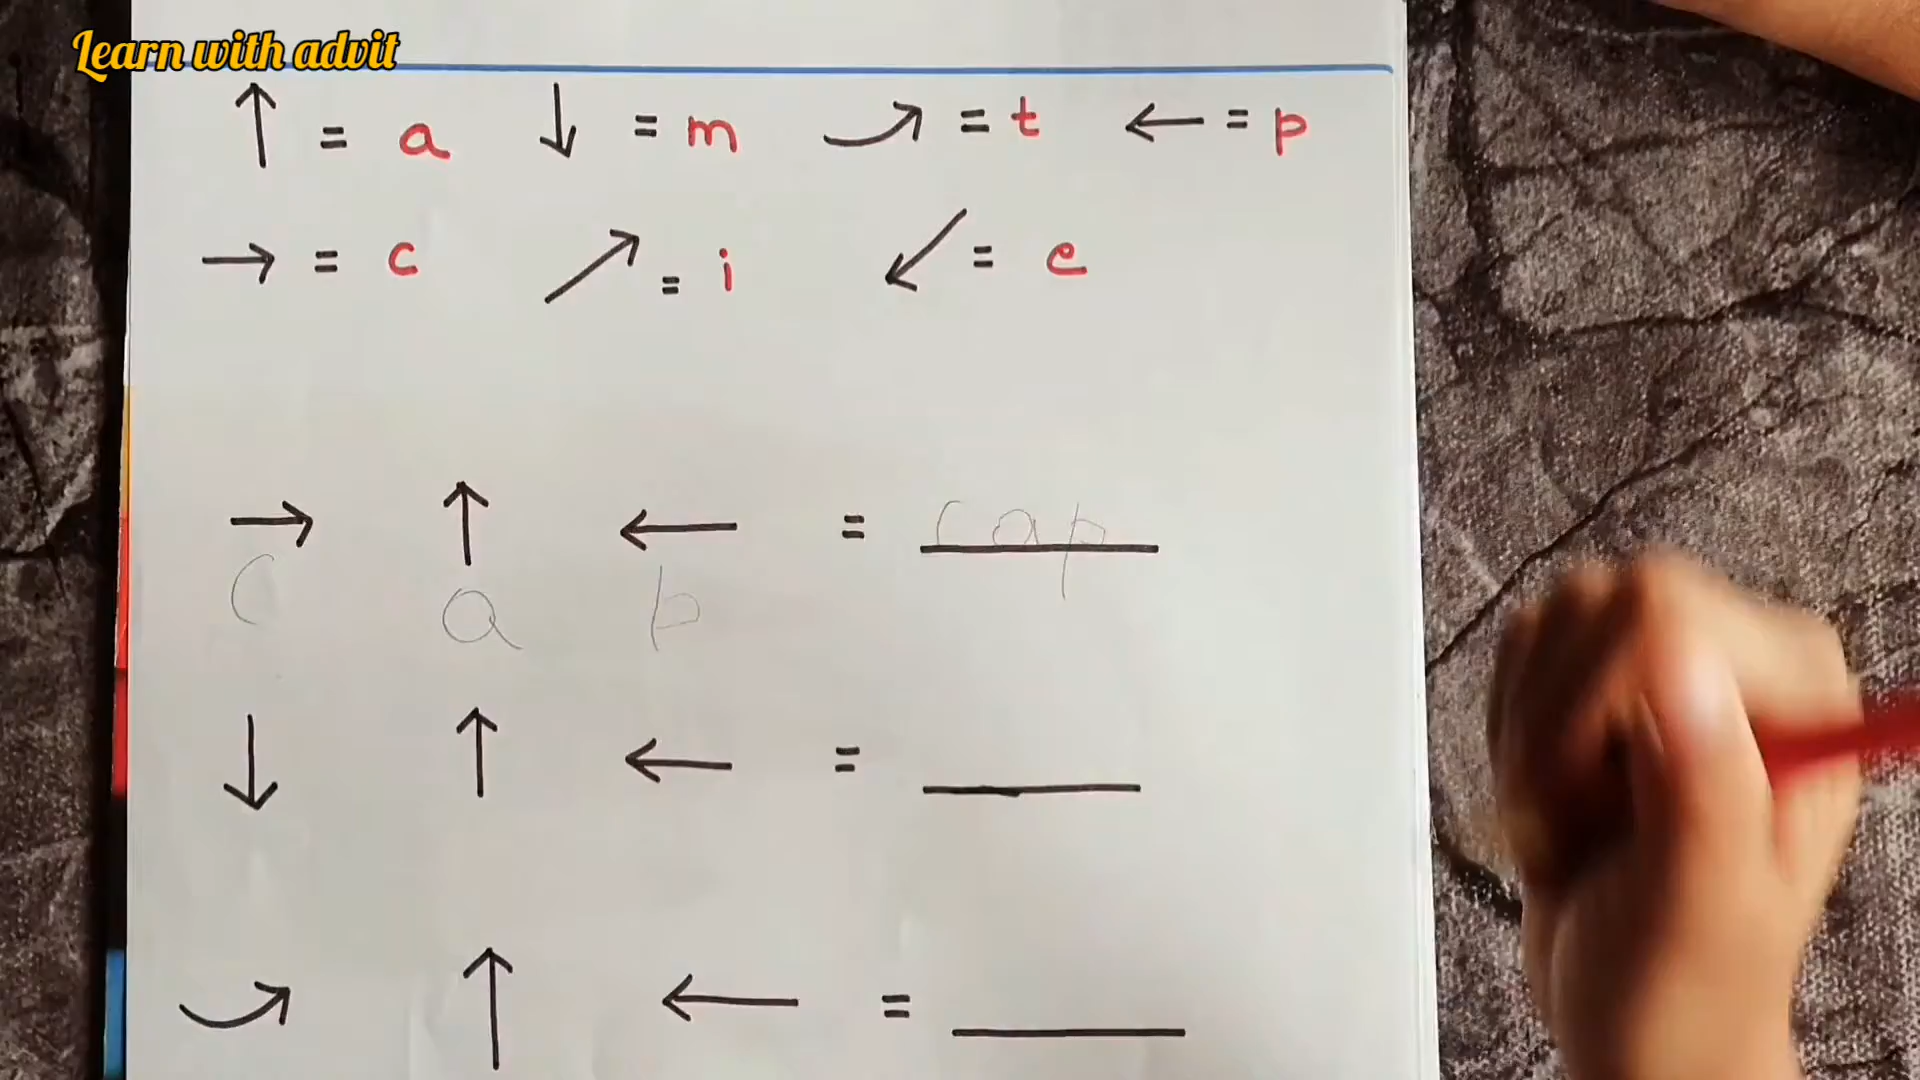 Learn with advit
↑ = a ↓ = m ⤴ = t ← = p
→ = c ↗ = i ↙ = e
→ ↑ ← = cap
c a p
↓ ↑ ← =
⤴ ↑ ← =